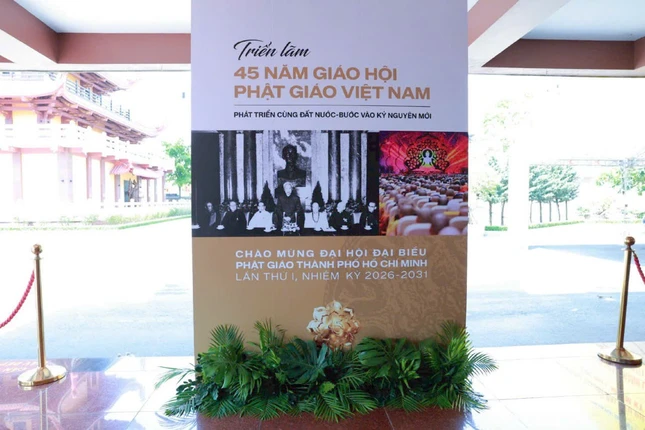 Triển lãm
45 NĂM GIÁO HỘI
PHẬT GIÁO VIỆT NAM
PHÁT TRIỂN CÙNG ĐẤT NƯỚC-BƯỚC VÀO KỶ NGUYÊN MỚI
CHÀO MỪNG ĐẠI HỘI ĐẠI BIỂU
PHẬT GIÁO THÀNH PHỐ HỒ CHÍ MINH
LẦN THỨ I, NHIỆM KỲ 2026-2031